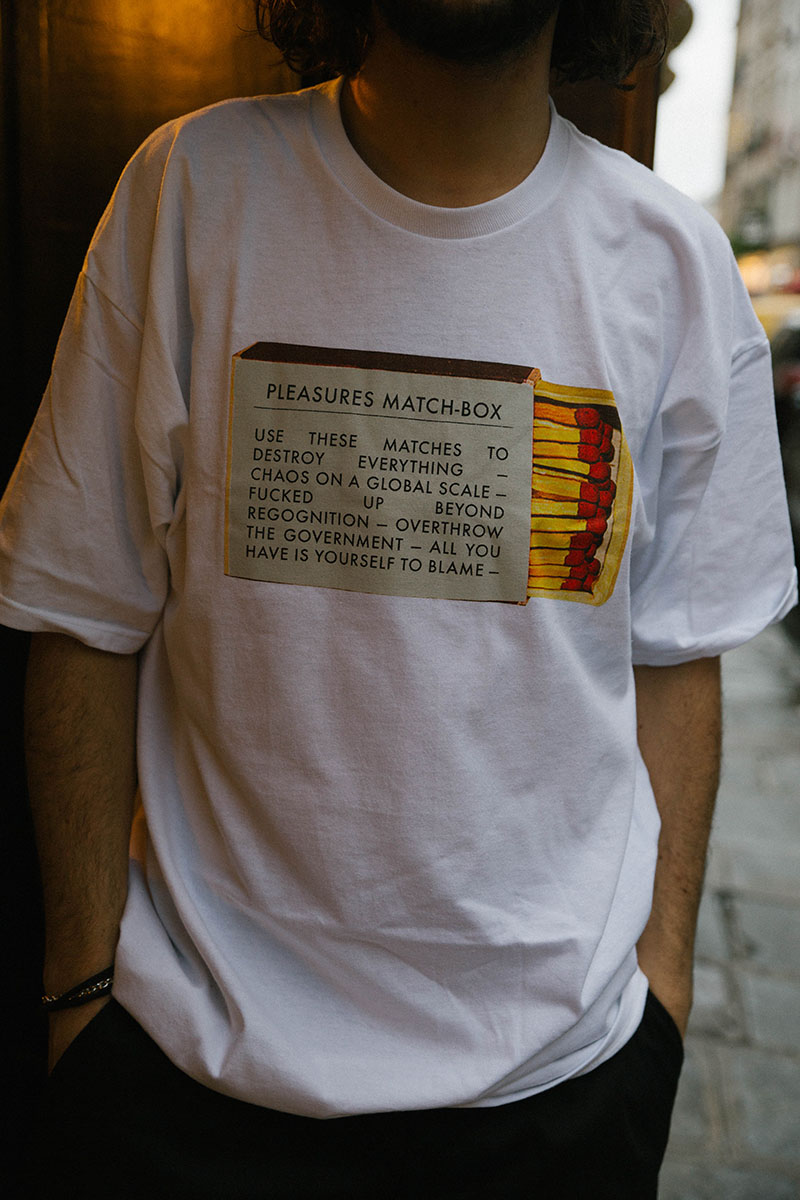 PLEASURES MATCH-BOX
USE THESE MATCHES TO
DESTROY EVERYTHING –
CHAOS ON A GLOBAL SCALE –
FUCKED UP BEYOND
REGOGNITION – OVERTHROW
THE GOVERNMENT – ALL YOU
HAVE IS YOURSELF TO BLAME –